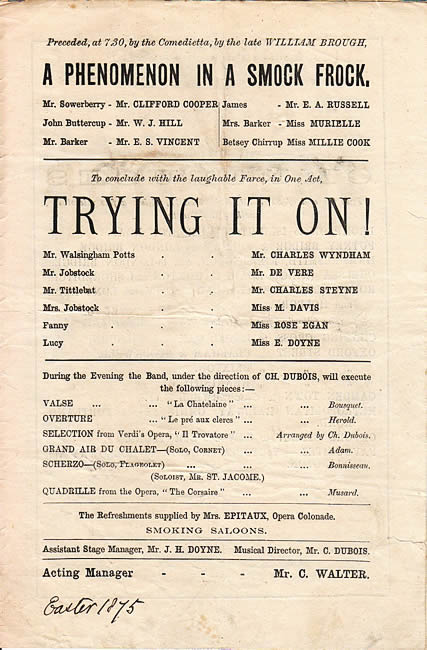 Preceded, at 7.30, by the Comedietta, by the late WILLIAM BROUGH,
A PHENOMENON IN A SMOCK FROCK.
Mr. Sowerberry - Mr. CLIFFORD COOPER James - Mr. E. A. RUSSELL
John Buttercup - Mr. W. J. HILL Mrs. Barker - Miss MURIELLE
Mr. Barker - Mr. E. S. VINCENT Betsey Chirrup Miss MILLIE COOK
To conclude with the laughable Farce, in One Act,
TRYING IT ON!
Mr. Walsingham Potts . . Mr. CHARLES WYNDHAM
Mr. Jobstock . . Mr. DE VERE
Mr. Tittlebat . . Mr. CHARLES STEYNE
Mrs. Jobstock . . Miss M. DAVIS
Fanny . . . Miss ROSE EGAN
Lucy . . . Miss E. DOYNE
During the Evening the Band, under the direction of CH. DUBOIS, will execute
the following pieces:—
VALSE ... ... "La Chatelaine" ... ... Bousquet.
OVERTURE ... "Le pré aux clercs" ... ... Herold.
SELECTION from Verdi's Opera, "Il Trovatore" ... Arranged by Ch. Dubois.
GRAND AIR DU CHALET—(SOLO, CORNET) ... ... Adam.
SCHERZO—(SOLO, FLAGEOLET) ... ... ... Bonnisseau.
(SOLOIST, MR. ST. JACOME.)
QUADRILLE from the Opera, "The Corsaire" ... ... Musard.
The Refreshments supplied by Mrs. EPITAUX, Opera Colonade.
SMOKING SALOONS.
Assistant Stage Manager, Mr. J. H. DOYNE. Musical Director, Mr. C. DUBOIS.
Acting Manager - - - Mr. C. WALTER.
Easter 1875